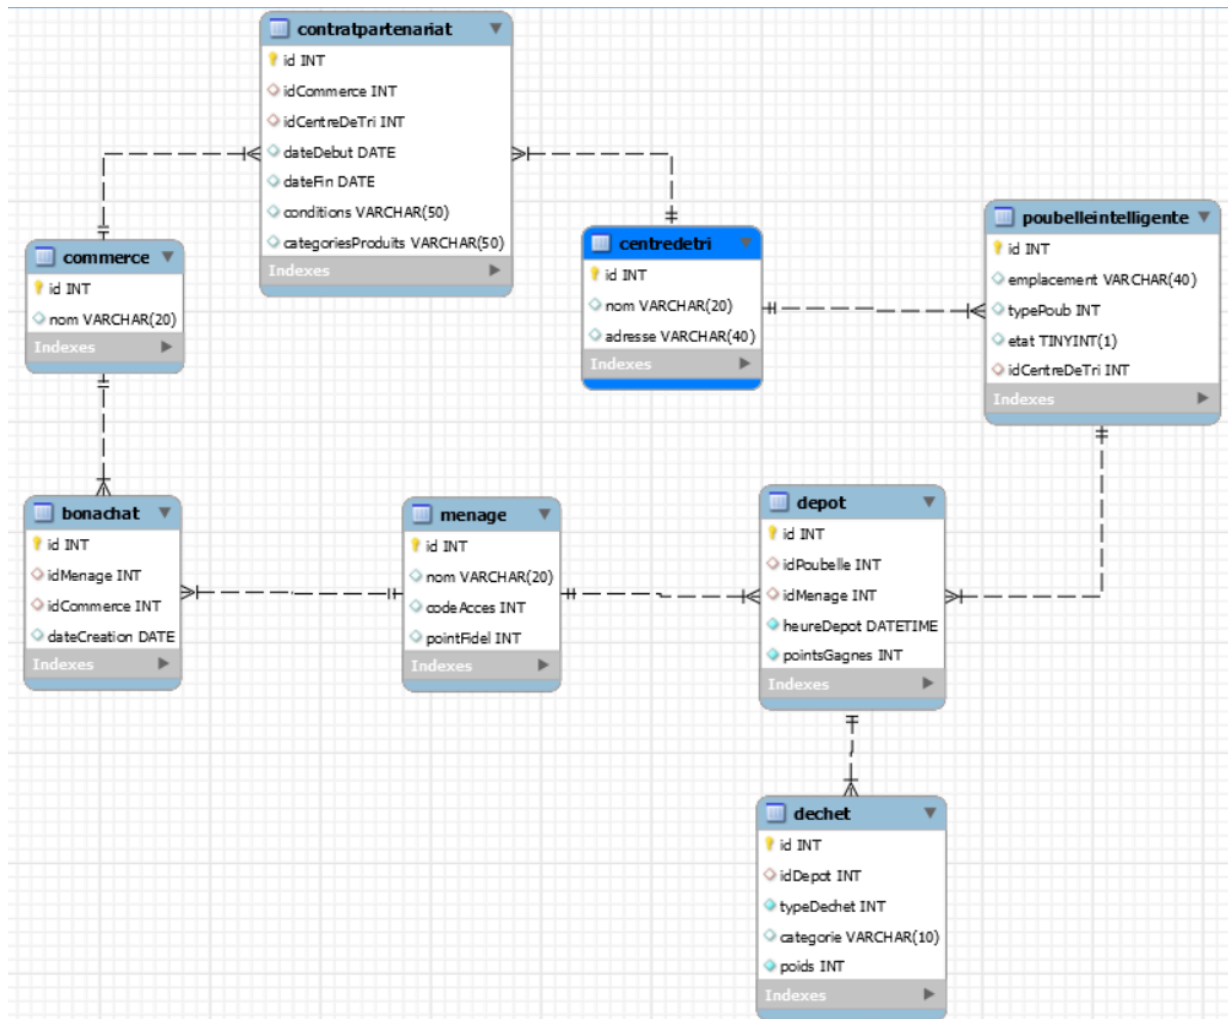 contratpartenariat
id INT
idCommerce INT
idCentreDeTri INT
dateDebut DATE
dateFin DATE
conditions VARCHAR(50)
categoriesProduits VARCHAR(50)
Indexes
commerce
id INT
nom VARCHAR(20)
Indexes
centredetri
id INT
nom VARCHAR(20)
adresse VARCHAR(40)
Indexes
poubelleintelligente
id INT
emplacement VARCHAR(40)
typePoub INT
etat TINYINT(1)
idCentreDeTri INT
Indexes
bonachat
id INT
idMenage INT
idCommerce INT
dateCreation DATE
Indexes
menage
id INT
nom VARCHAR(20)
codeAcces INT
pointFidel INT
Indexes
depot
id INT
idPoubelle INT
idMenage INT
heureDepot DATETIME
pointsGagnes INT
Indexes
dechet
id INT
idDepot INT
typeDechet INT
categorie VARCHAR(10)
poids INT
Indexes